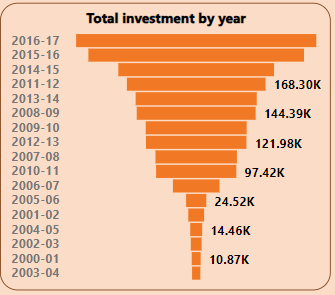 Total investment by year
2016-17
2015-16
2014-15
2011-12 168.30K
2013-14
2008-09 144.39K
2009-10
2012-13 121.98K
2007-08
2010-11 97.42K
2006-07
2005-06 24.52K
2001-02
2004-05 14.46K
2002-03
2000-01 10.87K
2003-04